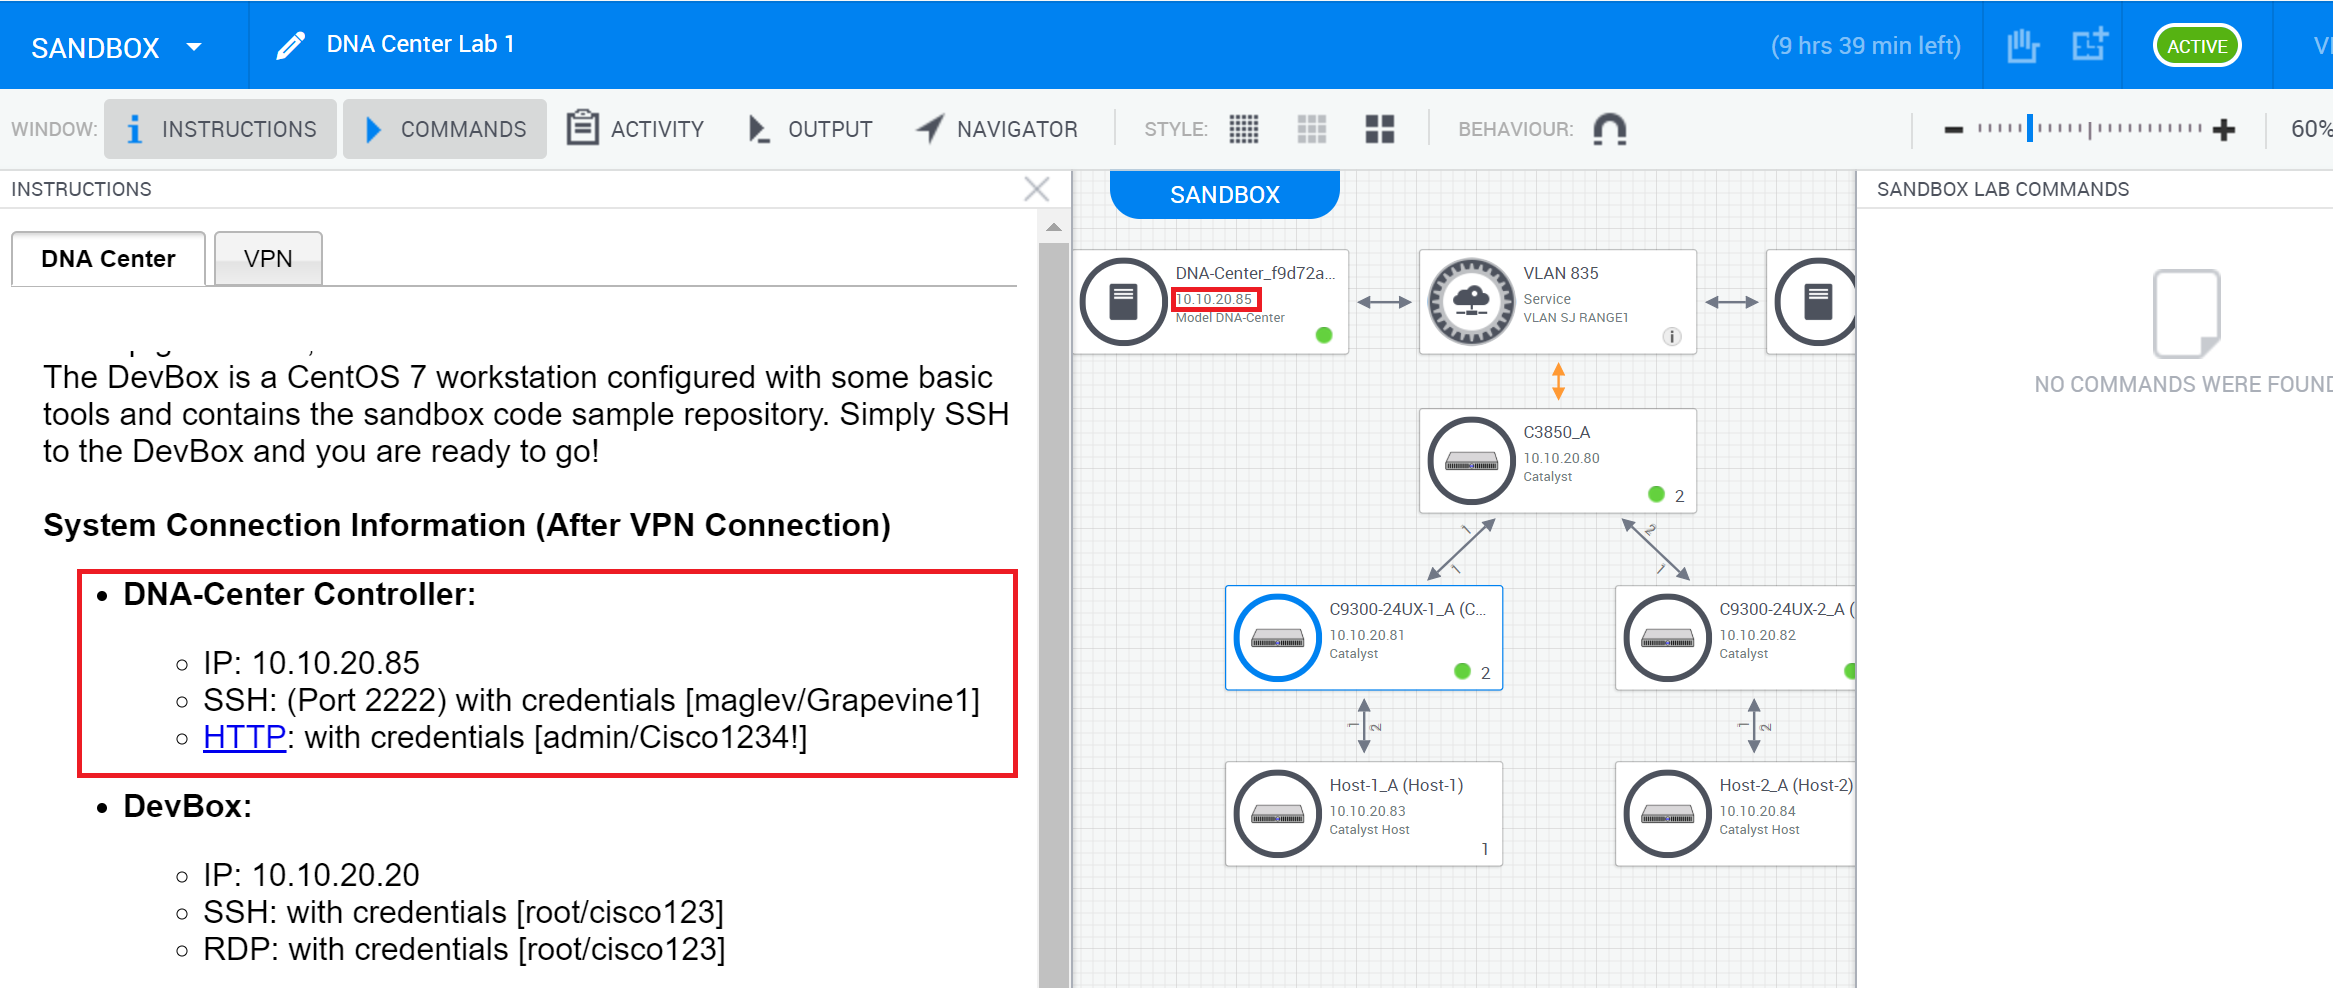 SANDBOX
DNA Center Lab 1
(9 hrs 39 min left)
ACTIVE
WINDOW:
INSTRUCTIONS
COMMANDS
ACTIVITY
OUTPUT
NAVIGATOR
STYLE:
BEHAVIOUR:
60%
INSTRUCTIONS
DNA Center
VPN
The DevBox is a CentOS 7 workstation configured with some basic
tools and contains the sandbox code sample repository. Simply SSH
to the DevBox and you are ready to go!
System Connection Information (After VPN Connection)
• DNA-Center Controller:
○ IP: 10.10.20.85
○ SSH: (Port 2222) with credentials [maglev/Grapevine1]
○ HTTP: with credentials [admin/Cisco1234!]
• DevBox:
○ IP: 10.10.20.20
○ SSH: with credentials [root/cisco123]
○ RDP: with credentials [root/cisco123]
SANDBOX
DNA-Center_f9d72a...
10.10.20.85
Model DNA-Center
VLAN 835
Service
VLAN SJ RANGE1
C3850_A
10.10.20.80
Catalyst
2
1
1
2
1
C9300-24UX-1_A (C...
10.10.20.81
Catalyst
2
C9300-24UX-2_A (
10.10.20.82
Catalyst
1
2
1
2
Host-1_A (Host-1)
10.10.20.83
Catalyst Host
1
Host-2_A (Host-2)
10.10.20.84
Catalyst Host
SANDBOX LAB COMMANDS
NO COMMANDS WERE FOUND